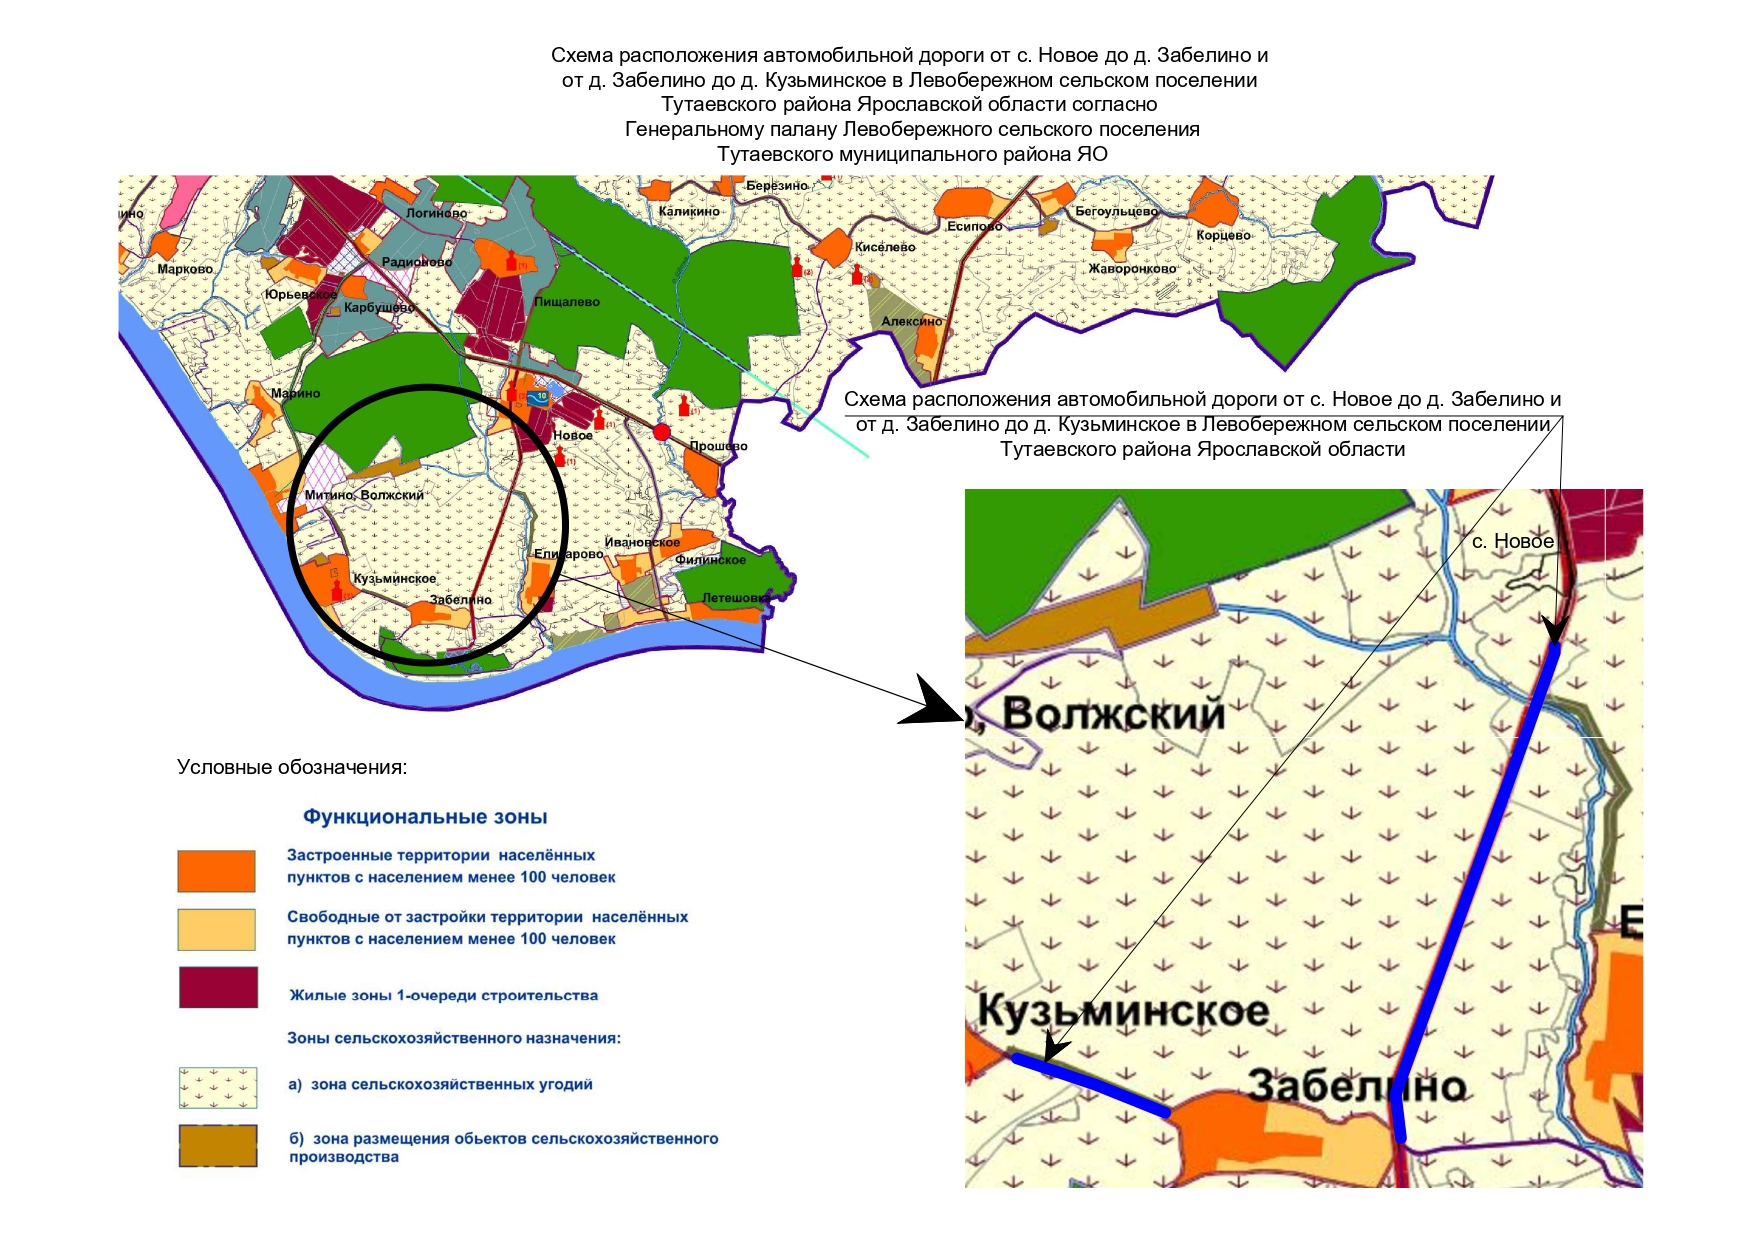 Схема расположения автомобильной дороги от с. Новое до д. Забелино и
от д. Забелино до д. Кузьминское в Левобережном сельском поселении
Тутаевского района Ярославской области согласно
Генеральному палану Левобережного сельского поселения
Тутаевского муниципального района ЯО
Березино
Каликино
Логиново
ино
Бегоульцево
Есипово
Корцево
Киселево
Радионово
Марково
Жаворонково
Юрьевское
Карбушево
Пищалево
Алексино
Марино
10
Новое
Прошево
Митино, Волжский
Ивановское
Елизарово
Филинское
Кузьминское
Забелино
Летешовка
Схема расположения автомобильной дороги от с. Новое до д. Забелино и
от д. Забелино до д. Кузьминское в Левобережном сельском поселении
Тутаевского района Ярославской области
с. Новое
о, Волжский
Е
Кузьминское
Забелино
Условные обозначения:
Функциональные зоны
Застроенные территории населённых
пунктов с населением менее 100 человек
Свободные от застройки территории населённых
пунктов с населением менее 100 человек
Жилые зоны 1-очереди строительства
Зоны сельскохозяйственного назначения:
а) зона сельскохозяйственных угодий
б) зона размещения обьектов сельскохозяйственного
производства